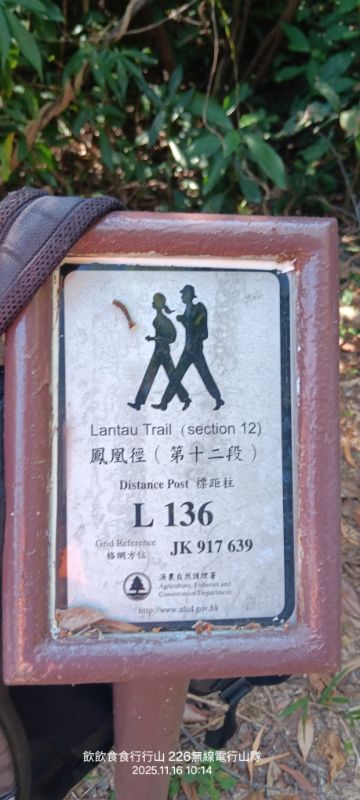 Lantau Trail (section 12)
鳳凰徑（第十二段）
Distance Post 標距柱
L 136
Grid Reference JK 917 639
格網方位
漁農自然護理署
Agriculture, Fisheries and
Conservation Department
http://www.afcd.gov.hk
飲飲食食行行山 226無線電行山隊
2025.11.16 10:14